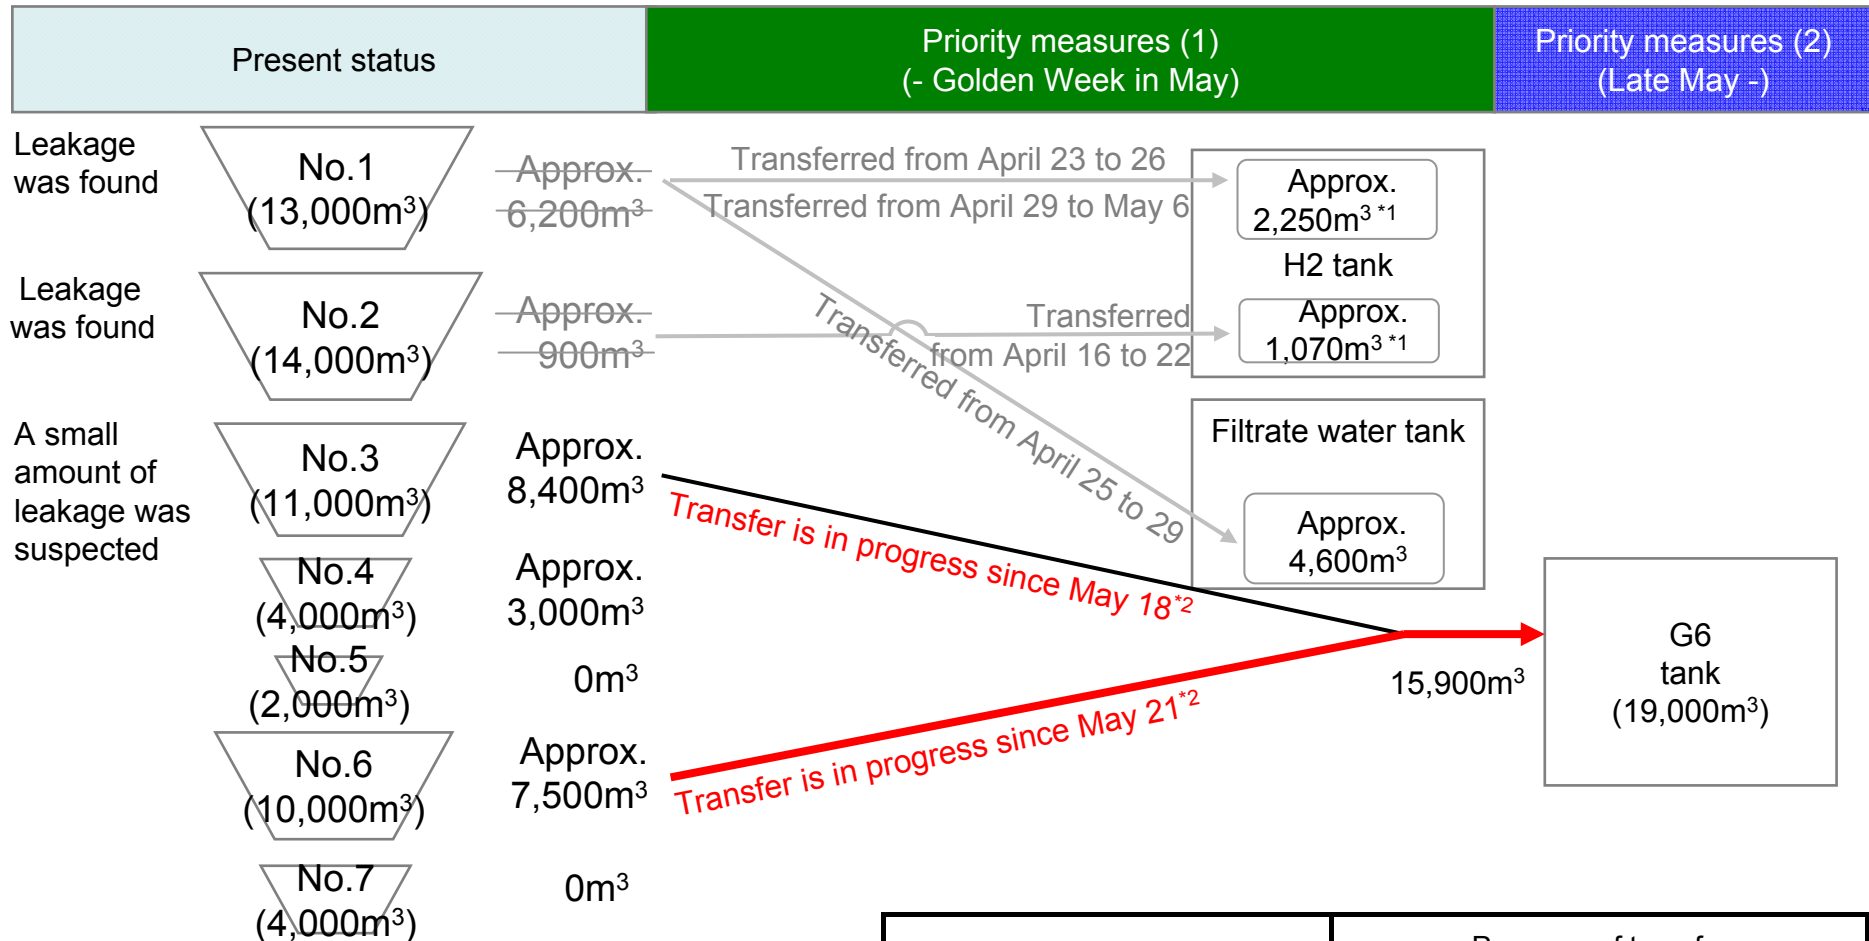 Present status
Priority measures (1)
(- Golden Week in May)
Priority measures (2)
(Late May -)
Leakage
was found
No.1
(13,000m³)
Approx.
6,200m³
Transferred from April 23 to 26
Transferred from April 29 to May 6
Approx.
2,250m³ *1
H2 tank
Leakage
was found
No.2
(14,000m³)
Approx.
900m³
Transferred
from April 16 to 22
Approx.
1,070m³ *1
Transferred from April 25 to 29
Filtrate water tank
Approx.
4,600m³
A small
amount of
leakage was
suspected
No.3
(11,000m³)
Approx.
8,400m³
Transfer is in progress since May 18*2
No.4
(4,000m³)
Approx.
3,000m³
No.5
(2,000m³)
0m³
15,900m³
G6
tank
(19,000m³)
No.6
(10,000m³)
Approx.
7,500m³
Transfer is in progress since May 21*2
No.7
(4,000m³)
0m³